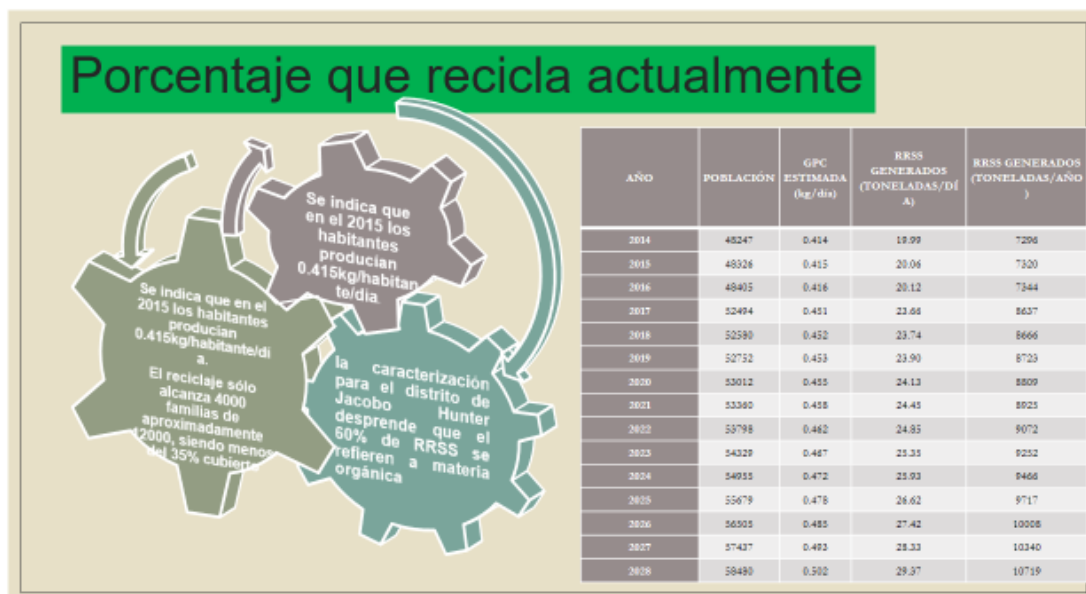 Porcentaje que recicla actualmente
Se indica que
en el 2015 los
habitantes
producian
0.415kg/habitan
te/dia.
Se indica que en el
2015 los habitantes
producian
0.415kg/habitante/di
a.
El reciclaje sólo
alcanza 4000
familias de
aproximadamente
12000, siendo menos
del 35% cubierto
la caracterización
para el distrito de
Jacobo Hunter
desprende que el
60% de RRSS se
refieren a materia
orgánica
AÑO POBLACIÓN GPC ESTIMADA (kg/día) RRSS GENERADOS (TONELADAS/DÍA) RRSS GENERADOS (TONELADAS/AÑO)
2014 48247 0.414 19.99 7296
2015 48326 0.415 20.06 7320
2016 48405 0.416 20.12 7344
2017 52494 0.451 23.66 8637
2018 52580 0.452 23.74 8666
2019 52752 0.453 23.90 8723
2020 53012 0.455 24.13 8809
2021 53360 0.458 24.45 8925
2022 53798 0.462 24.85 9072
2023 54329 0.467 25.35 9252
2024 54955 0.472 25.93 9466
2025 55679 0.478 26.62 9717
2026 56505 0.485 27.42 10008
2027 57437 0.493 28.33 10340
2028 58480 0.502 29.37 10719